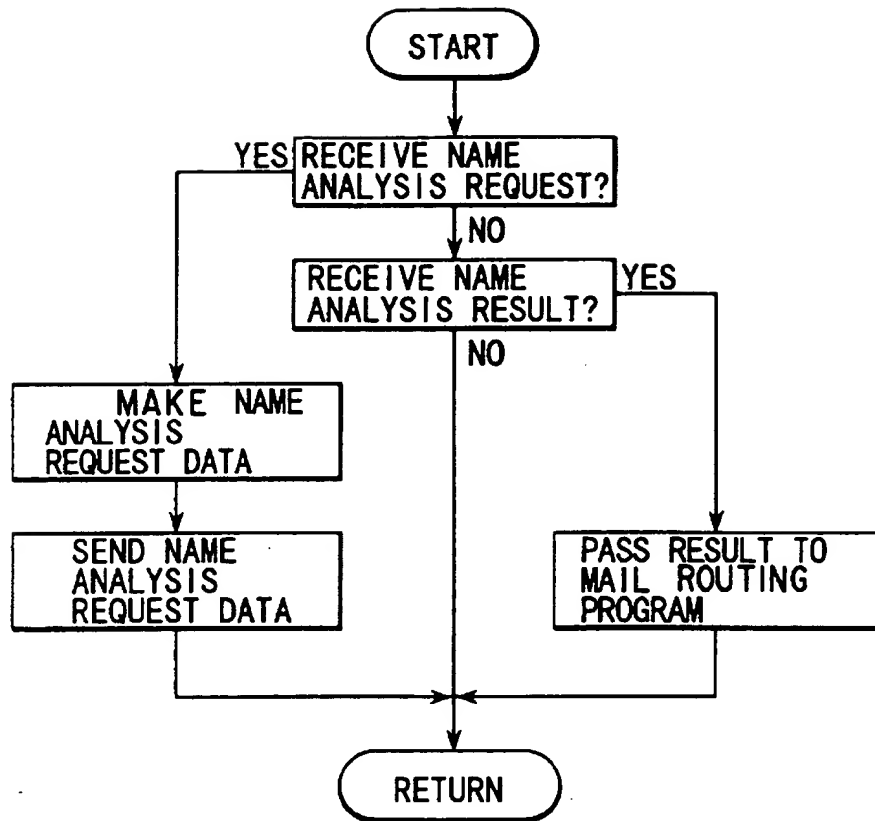 START
YES
RECEIVE NAME
ANALYSIS REQUEST?
NO
RECEIVE NAME
ANALYSIS RESULT?
YES
NO
MAKE NAME
ANALYSIS
REQUEST DATA
SEND NAME
ANALYSIS
REQUEST DATA
PASS RESULT TO
MAIL ROUTING
PROGRAM
RETURN